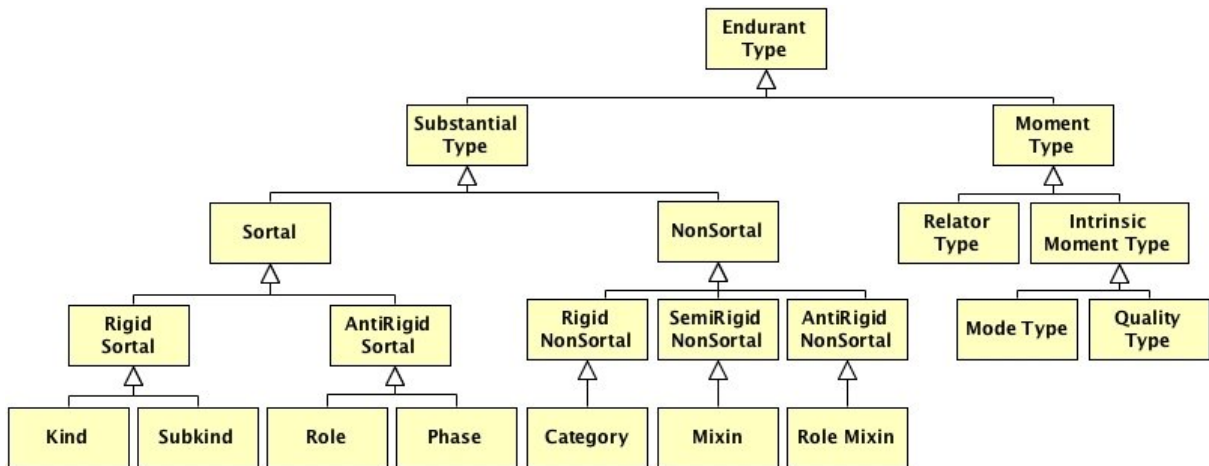 Endurant
Type
Substantial
Type
Moment
Type
Sortal
NonSortal
Relator
Type
Intrinsic
Moment Type
Rigid
Sortal
AntiRigid
Sortal
Rigid
NonSortal
SemiRigid
NonSortal
AntiRigid
NonSortal
Mode Type
Quality
Type
Kind
Subkind
Role
Phase
Category
Mixin
Role Mixin